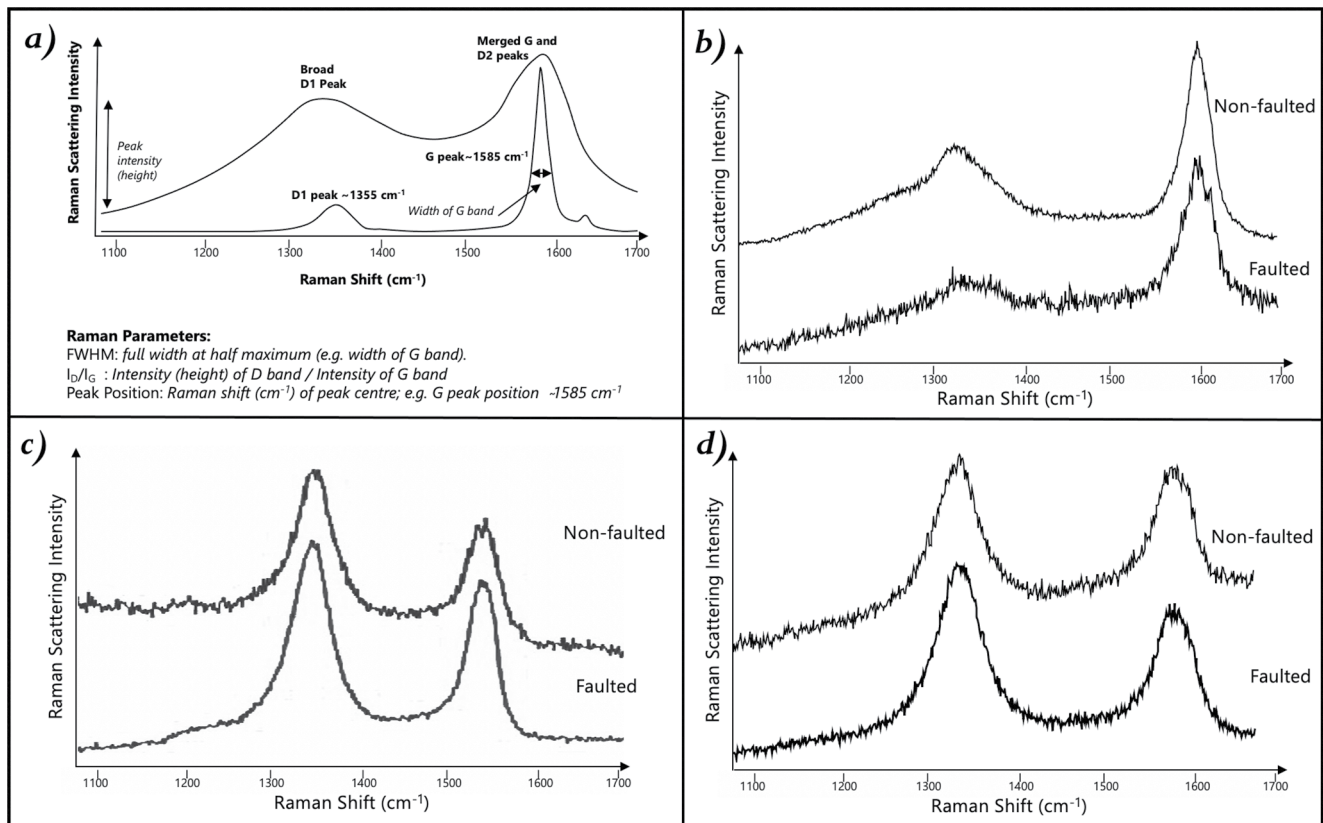 a)
Raman Scattering Intensity
Peak
intensity
(height)
Broad
D1 Peak
Merged G and
D2 peaks
G peak~1585 cm-1
D1 peak ~1355 cm-1
Width of G band
1100 1200 1300 1400 1500 1600 1700
Raman Shift (cm-1)
Raman Parameters:
FWHM: full width at half maximum (e.g. width of G band).
ID/IG : Intensity (height) of D band / Intensity of G band
Peak Position: Raman shift (cm-1) of peak centre; e.g. G peak position ~1585 cm-1
b)
Raman Scattering Intensity
Non-faulted
Faulted
1100 1200 1300 1400 1500 1600 1700
Raman Shift (cm-1)
c)
Raman Scattering Intensity
Non-faulted
Faulted
1100 1200 1300 1400 1500 1600 1700
Raman Shift (cm-1)
d)
Raman Scattering Intensity
Non-faulted
Faulted
1100 1200 1300 1400 1500 1600 1700
Raman Shift (cm-1)